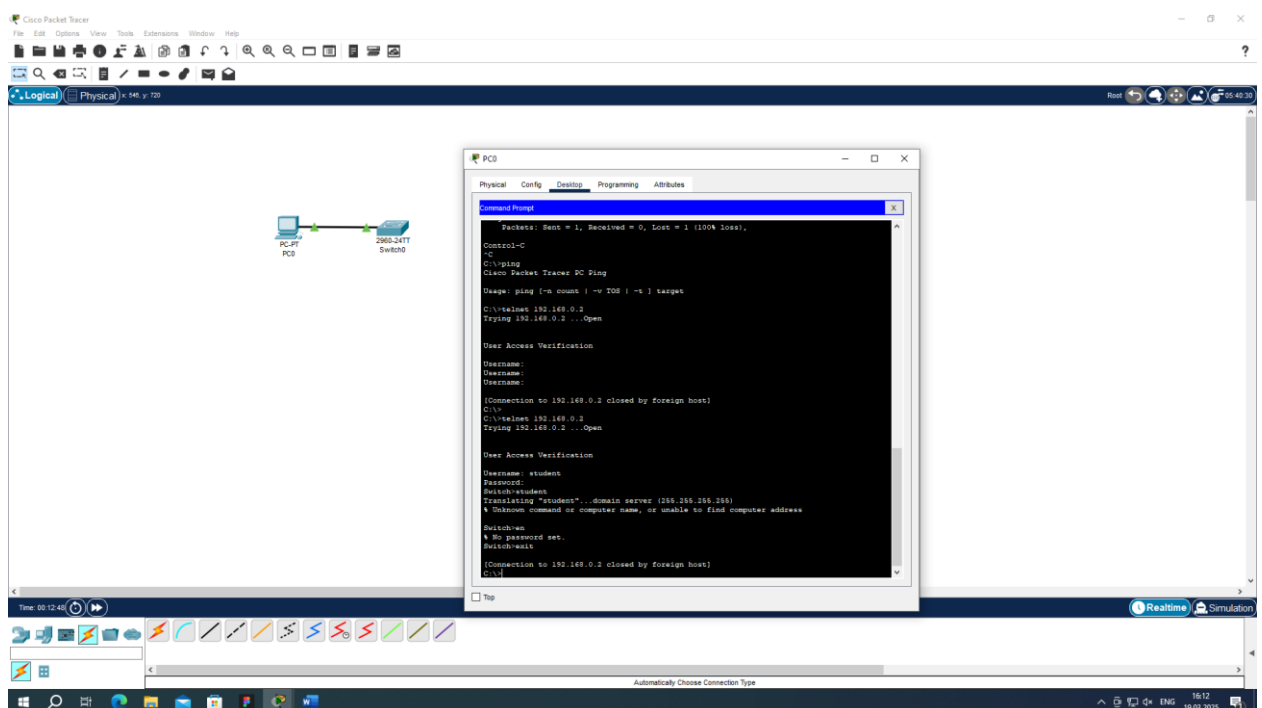 Cisco Packet Tracer
File Edit Options View Tools Extensions Window Help
?
Logical Physical x: 546, y: 720
Root 05:40:30
PC-PT
PC0
2960-24TT
Switch0
PC0
Physical Config Desktop Programming Attributes
Command Prompt X
Packets: Sent = 1, Received = 0, Lost = 1 (100% loss),
Control-C
^C
C:\>ping
Cisco Packet Tracer PC Ping
Usage: ping [-n count | -v TOS | -t ] target
C:\>telnet 192.168.0.2
Trying 192.168.0.2 ...Open
User Access Verification
Username:
Username:
Username:
[Connection to 192.168.0.2 closed by foreign host]
C:\>
C:\>telnet 192.168.0.2
Trying 192.168.0.2 ...Open
User Access Verification
Username: student
Password:
Switch>student
Translating "student"...domain server (255.255.255.255)
% Unknown command or computer name, or unable to find computer address
Switch>en
% No password set.
Switch>exit
[Connection to 192.168.0.2 closed by foreign host]
C:\>
Top
Time: 00:12:48
Realtime Simulation
Automatically Choose Connection Type
ENG
16:12
19.03.2025